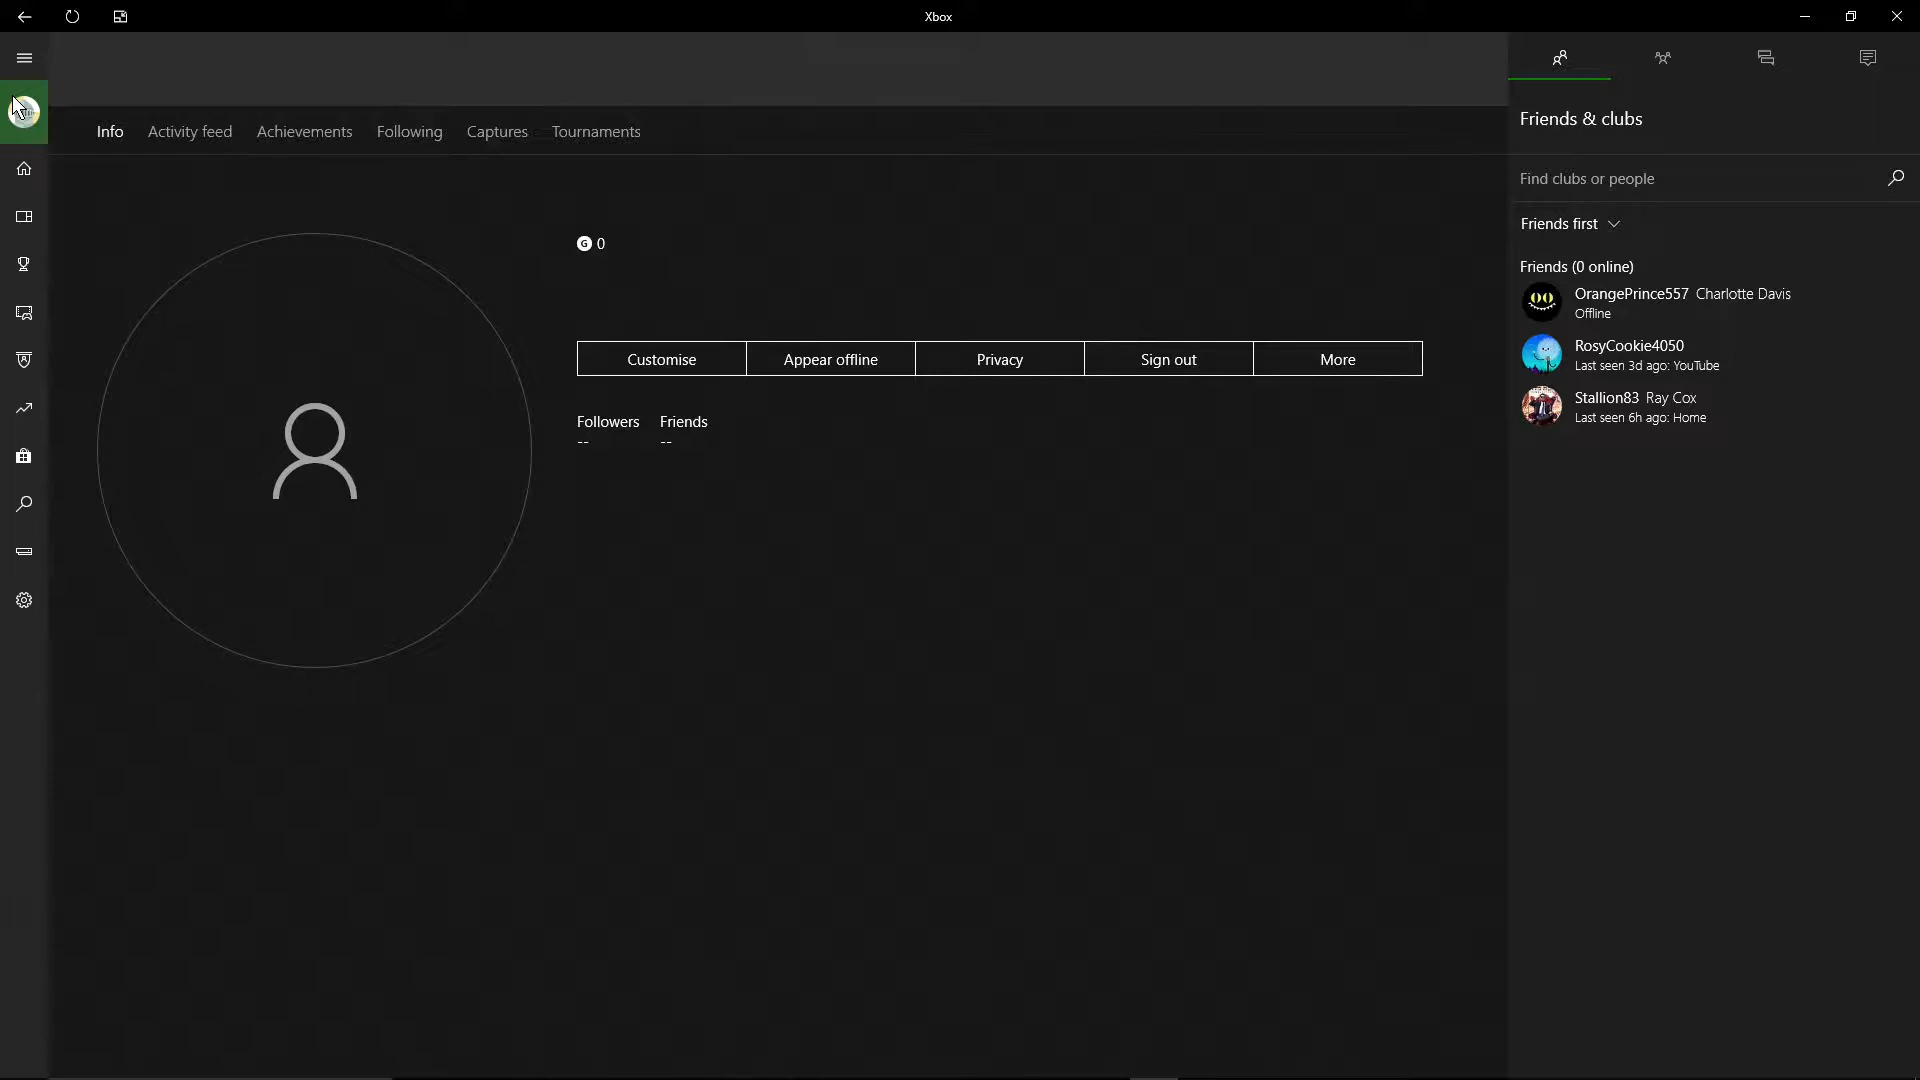 Xbox
Info Activity feed Achievements Following Captures Tournaments
G 0
Customise Appear offline Privacy Sign out More
Followers Friends
-- --
Friends & clubs
Find clubs or people
Friends first
Friends (0 online)
OrangePrince557 Charlotte Davis
Offline
RosyCookie4050
Last seen 3d ago: YouTube
Stallion83 Ray Cox
Last seen 6h ago: Home